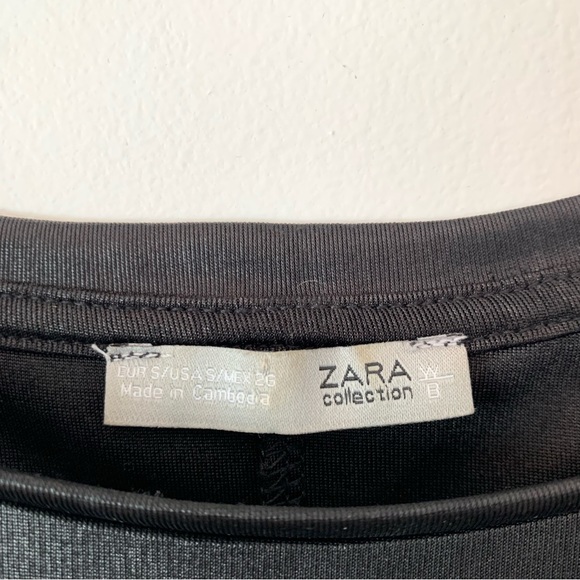 EUR S/USA S/MEX 26
Made in Cambodia
ZARA
collection
W
B